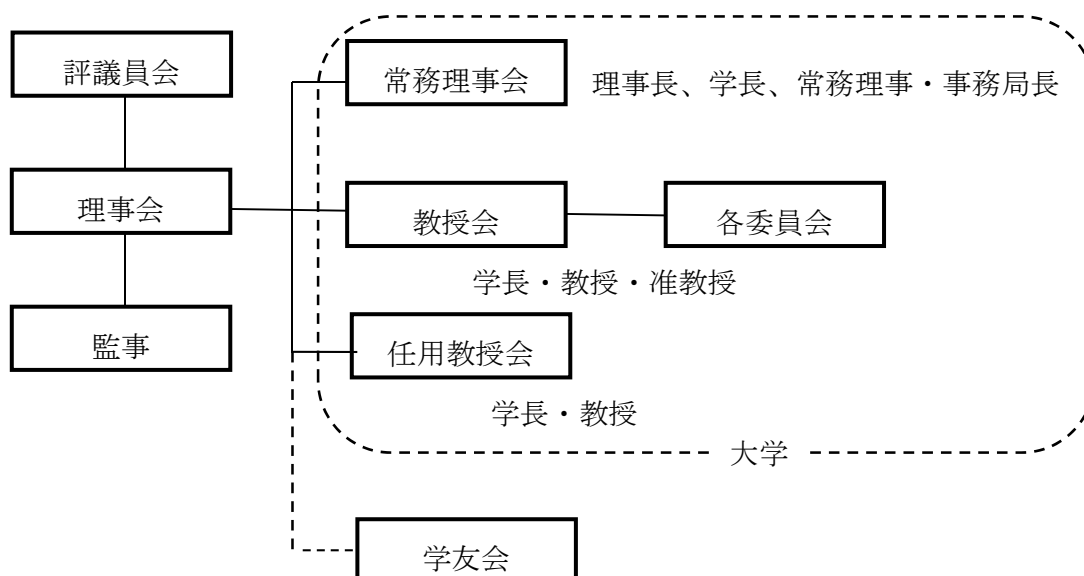 評議員会
常務理事会
理事長、学長、常務理事・事務局長
理事会
教授会
各委員会
学長・教授・准教授
監事
任用教授会
学長・教授
大学
学友会